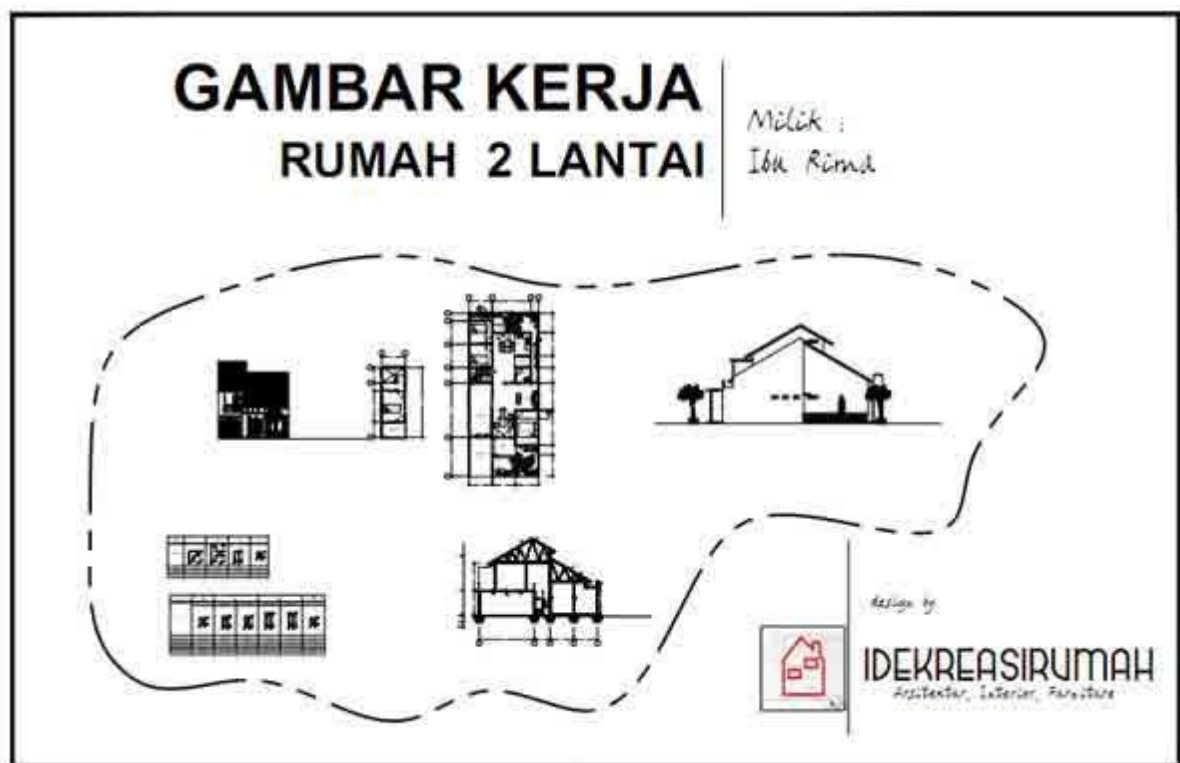 GAMBAR KERJA
RUMAH 2 LANTAI
Milik :
Ibu Rima
design by
IDEKREASIRUMAH
Arsitektur, Interior, Furniture